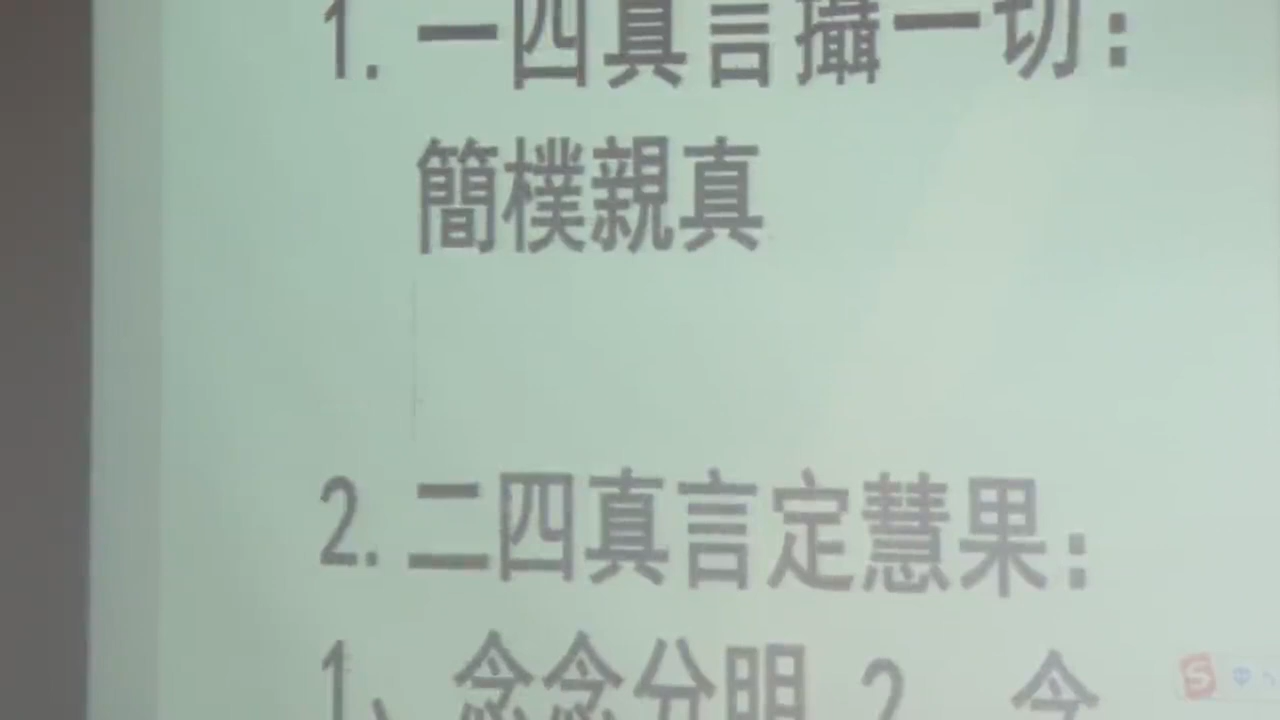 1. 一四真言攝一切：
簡樸親真
2. 二四真言定慧果：
1、念念分明 2